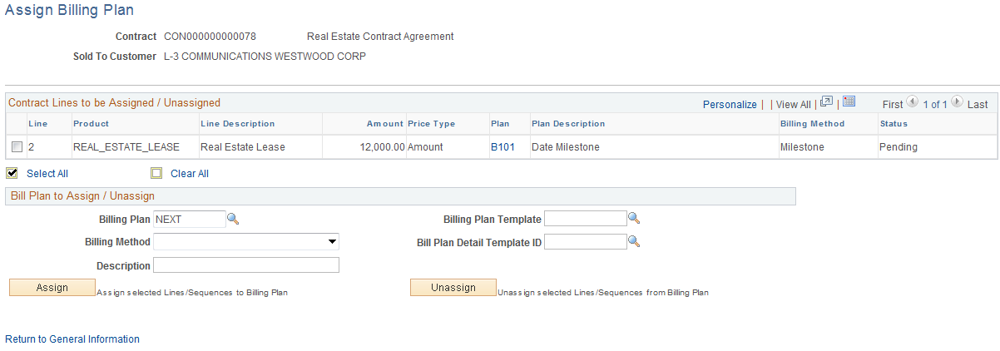 Assign Billing Plan
Contract CON000000000078 Real Estate Contract Agreement
Sold To Customer L-3 COMMUNICATIONS WESTWOOD CORP
Contract Lines to be Assigned / Unassigned Personalize | | View All | | First 1 of 1 Last
Line Product Line Description Amount Price Type Plan Plan Description Billing Method Status
2 REAL_ESTATE_LEASE Real Estate Lease 12,000.00 Amount B101 Date Milestone Milestone Pending
Select All Clear All
Bill Plan to Assign / Unassign
Billing Plan NEXT Billing Plan Template
Billing Method Bill Plan Detail Template ID
Description
Assign Assign selected Lines/Sequences to Billing Plan Unassign Unassign selected Lines/Sequences from Billing Plan
Return to General Information